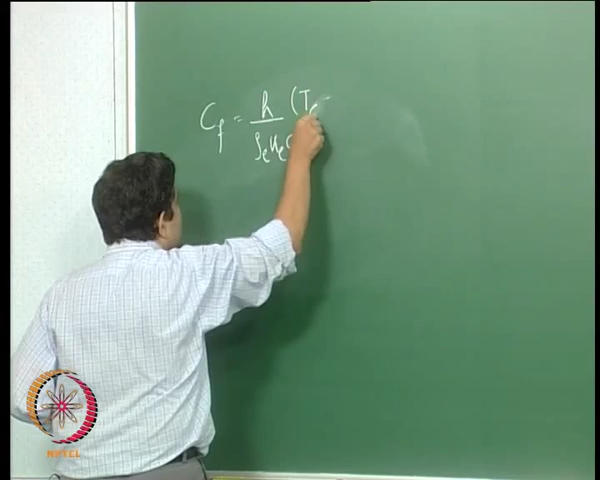 C_f = h (T_e
ρ_e u_e C
NPTEL